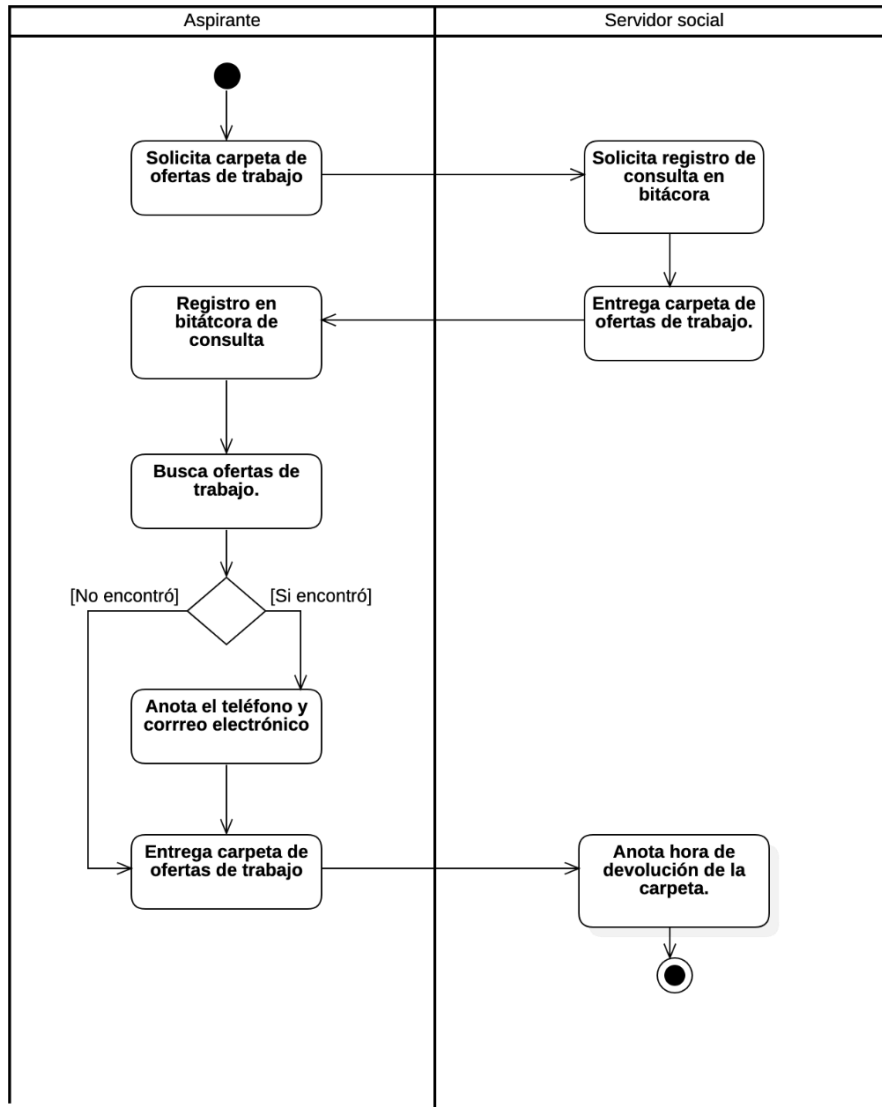 Aspirante
Servidor social
Solicita carpeta de
ofertas de trabajo
Solicita registro de
consulta en
bitácora
Registro en
bitátcora de
consulta
Entrega carpeta de
ofertas de trabajo.
Busca ofertas de
trabajo.
[No encontró]
[Si encontró]
Anota el teléfono y
corrreo electrónico
Entrega carpeta de
ofertas de trabajo
Anota hora de
devolución de la
carpeta.